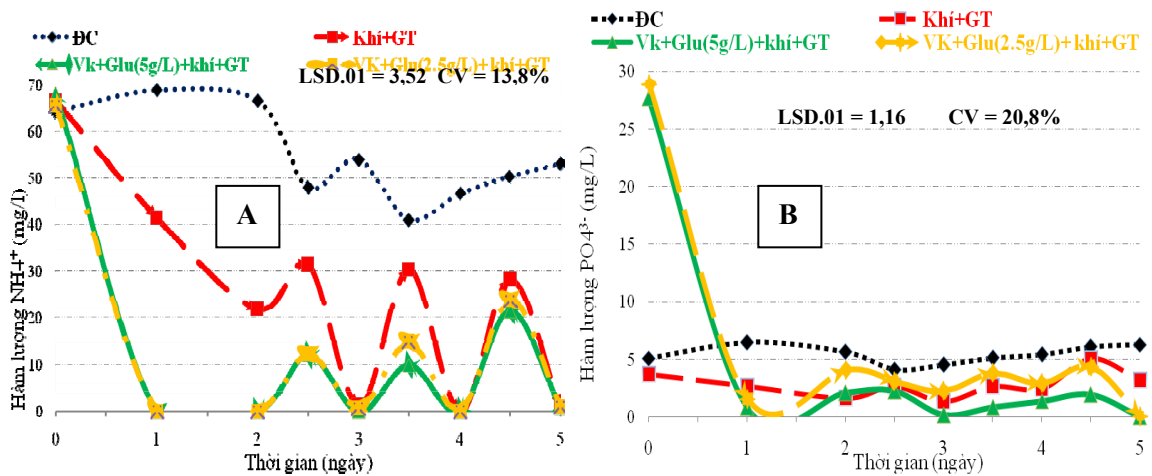 ĐC Khí+GT
Vk+Glu(5g/L)+khí+GT VK+Glu(2.5g/L)+khí+GT
LSD.01 = 3,52 CV = 13,8%
Hàm lượng NH4⁺ (mg/l)
70
60
50
40
30
20
10
0
A
0 1 2 3 4 5
Thời gian (ngày)
ĐC Khí+GT
Vk+Glu(5g/L)+khí+GT VK+Glu(2.5g/L)+khí+GT
LSD.01 = 1,16 CV = 20,8%
Hàm lượng PO4³⁻ (mg/L)
30
25
20
15
10
5
0
B
0 1 2 3 4 5
Thời gian (ngày)